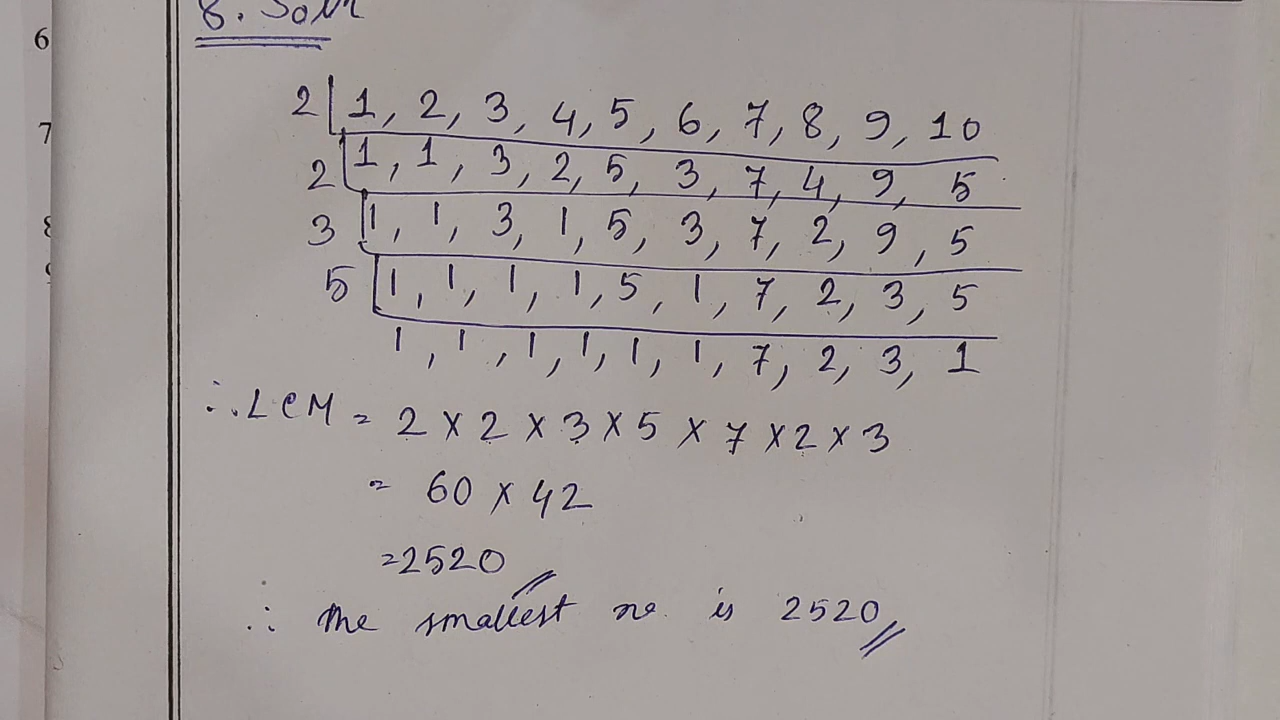 8. Soln
6
7
8
2 | 1, 2, 3, 4, 5, 6, 7, 8, 9, 10
2 | 1, 1, 3, 2, 5, 3, 7, 4, 9, 5
3 | 1, 1, 3, 1, 5, 3, 7, 2, 9, 5
5 | 1, 1, 1, 1, 5, 1, 7, 2, 3, 5
1, 1, 1, 1, 1, 1, 7, 2, 3, 1
∴ LCM = 2 × 2 × 3 × 5 × 7 × 2 × 3
= 60 × 42
= 2520
∴ the smallest no. is 2520